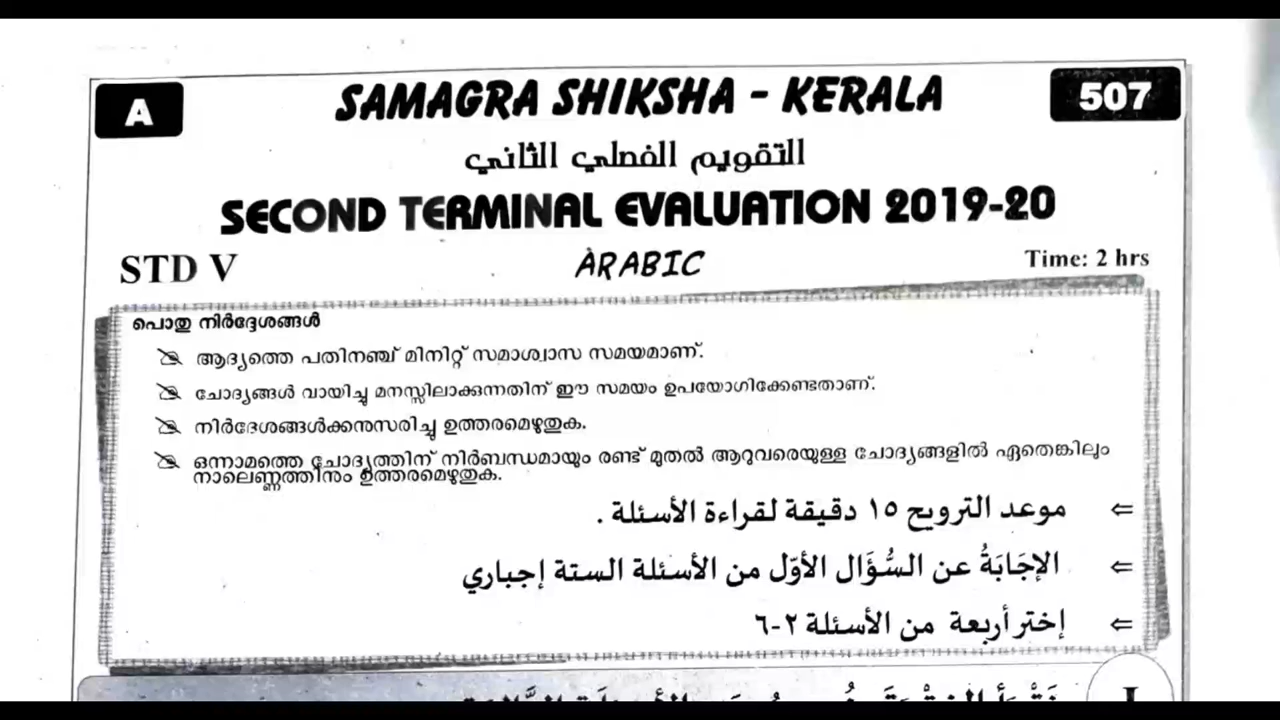 A
SAMAGRA SHIKSHA - KERALA
507
التقويم الفصلي الثاني
SECOND TERMINAL EVALUATION 2019-20
STD V
ARABIC
Time: 2 hrs
പൊതു നിർദ്ദേശങ്ങൾ
ആദ്യത്തെ പതിനഞ്ച് മിനിറ്റ് സമാശ്വാസ സമയമാണ്.
ചോദ്യങ്ങൾ വായിച്ചു മനസ്സിലാക്കുന്നതിന് ഈ സമയം ഉപയോഗിക്കേണ്ടതാണ്.
നിർദേശങ്ങൾക്കനുസരിച്ചു ഉത്തരമെഴുതുക.
ഒന്നാമത്തെ ചോദ്യത്തിന് നിർബന്ധമായും രണ്ട് മുതൽ ആറുവരെയുള്ള ചോദ്യങ്ങളിൽ ഏതെങ്കിലും
നാലെണ്ണത്തിനും ഉത്തരമെഴുതുക.
⇐ موعد الترويح ١٥ دقيقة لقراءة الأسئلة .
⇐ الإجَابَةُ عن السُّؤَال الأوّل من الأسئلة الستة إجباري
⇐ إختر أربعة من الأسئلة ٢-٦
I